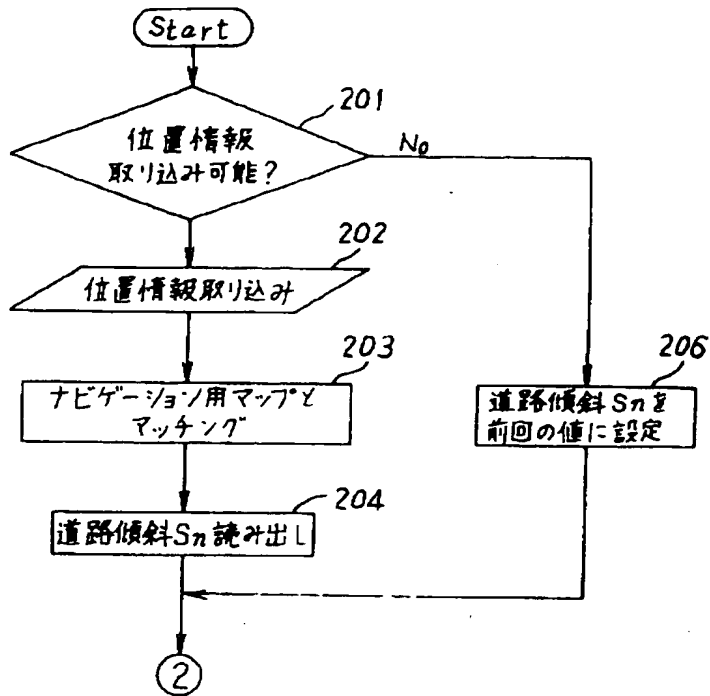 Start
201
位置情報
取り込み可能?
No
202
位置情報取り込み
203
ナビゲーション用マップと
マッチング
206
道路傾斜Snを
前回の値に設定
204
道路傾斜Sn読み出し
2